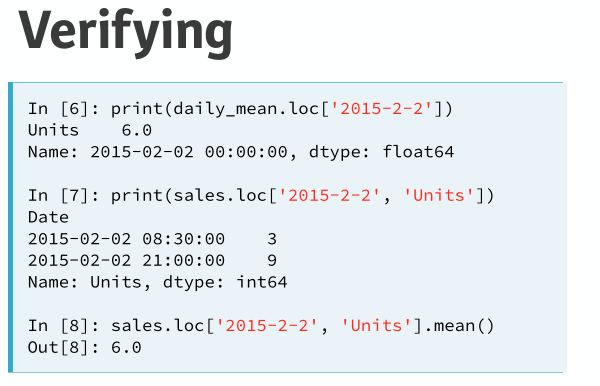 Verifying
In [6]: print(daily_mean.loc['2015-2-2'])
Units    6.0
Name: 2015-02-02 00:00:00, dtype: float64
In [7]: print(sales.loc['2015-2-2', 'Units'])
Date
2015-02-02 08:30:00    3
2015-02-02 21:00:00    9
Name: Units, dtype: int64
In [8]: sales.loc['2015-2-2', 'Units'].mean()
Out[8]: 6.0